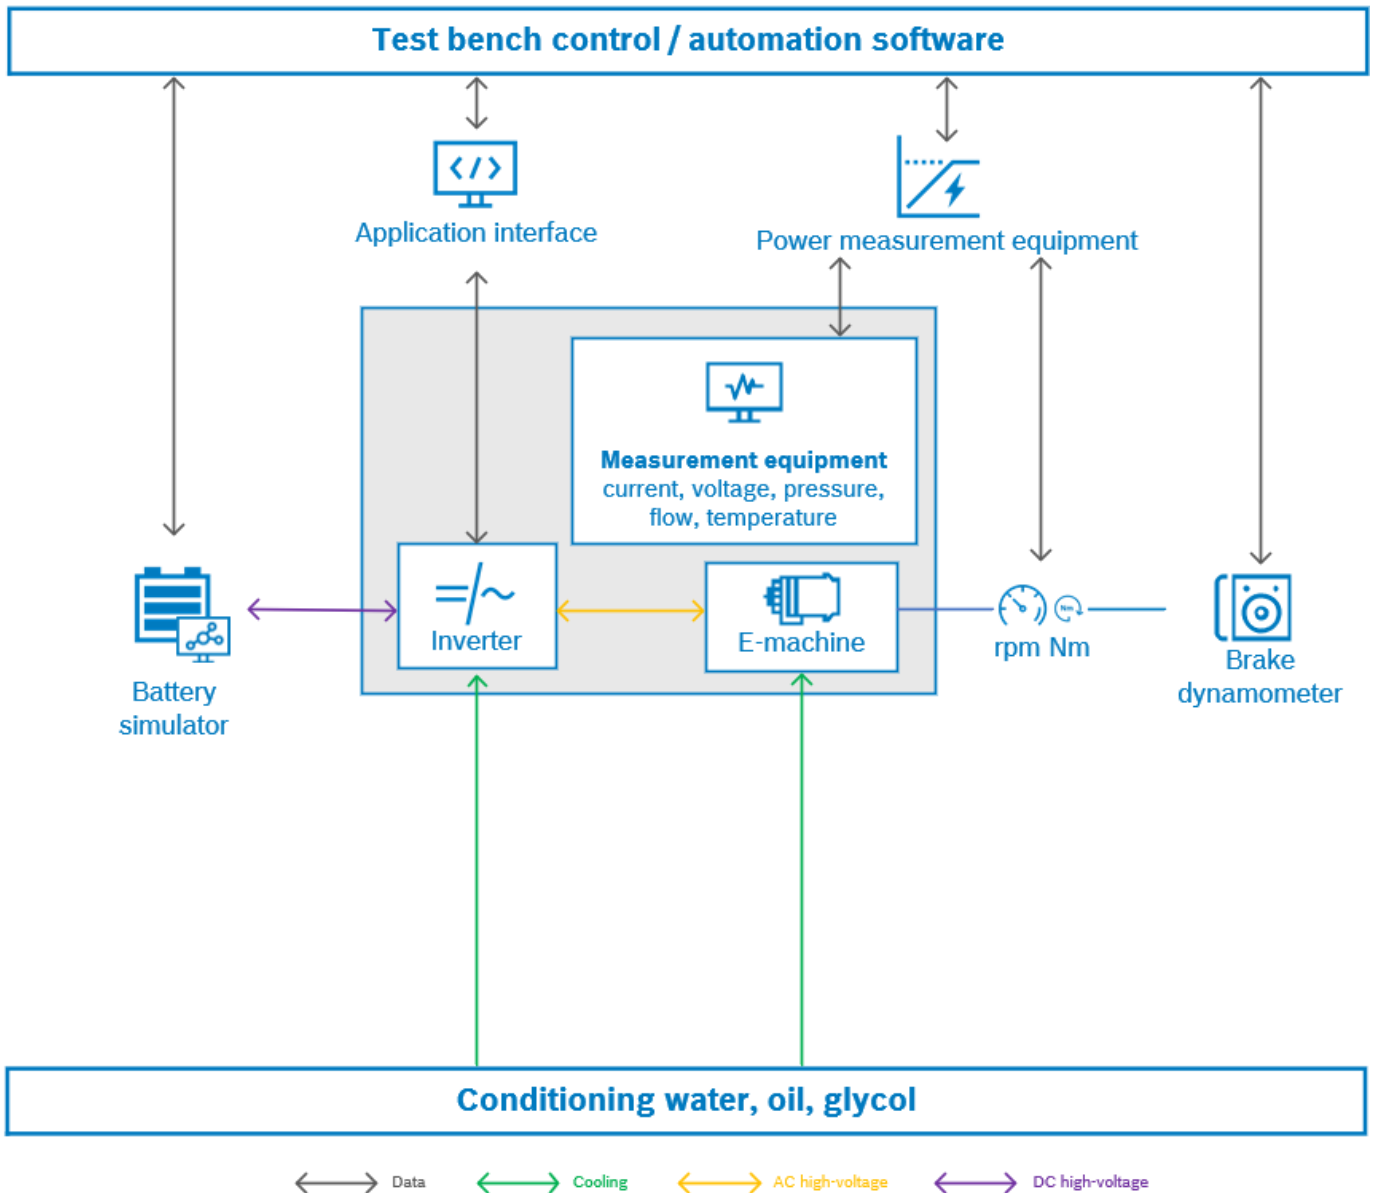 Test bench control / automation software
</>
Application interface
Power measurement equipment
Measurement equipment
current, voltage, pressure,
flow, temperature
Inverter
E-machine
Nm
rpm Nm
Battery
simulator
Brake
dynamometer
Conditioning water, oil, glycol
Data
Cooling
AC high-voltage
DC high-voltage